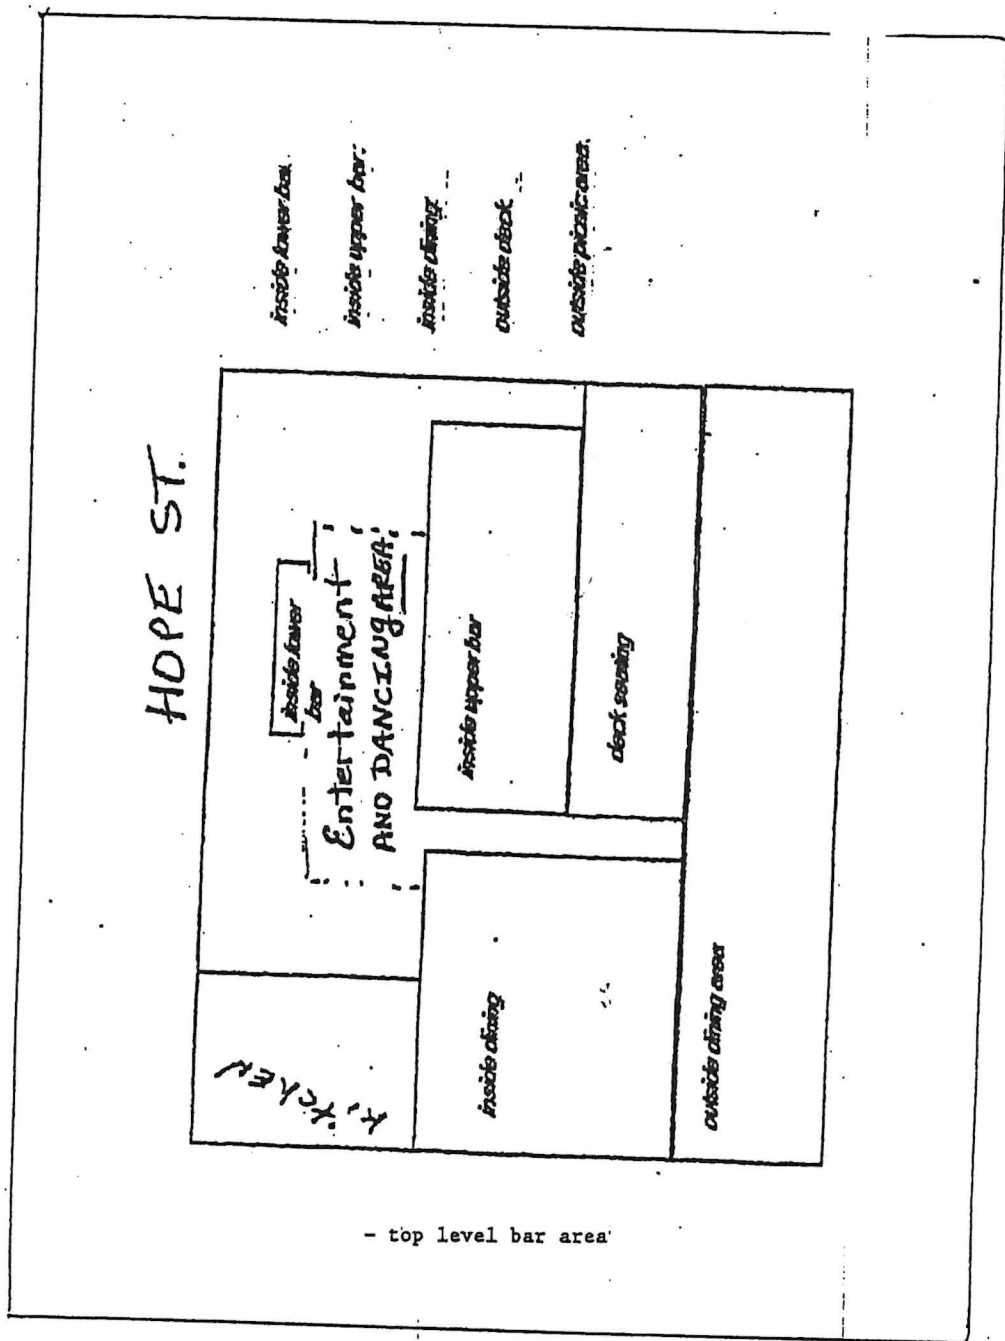 HOPE ST.
inside lower bar
inside upper bar
inside dining
outside deck
outside picnic area
inside lower
bar
Entertainment
AND DANCING AREA
kitchen
inside upper bar
inside dining
deck seating
outside dining area
- top level bar area